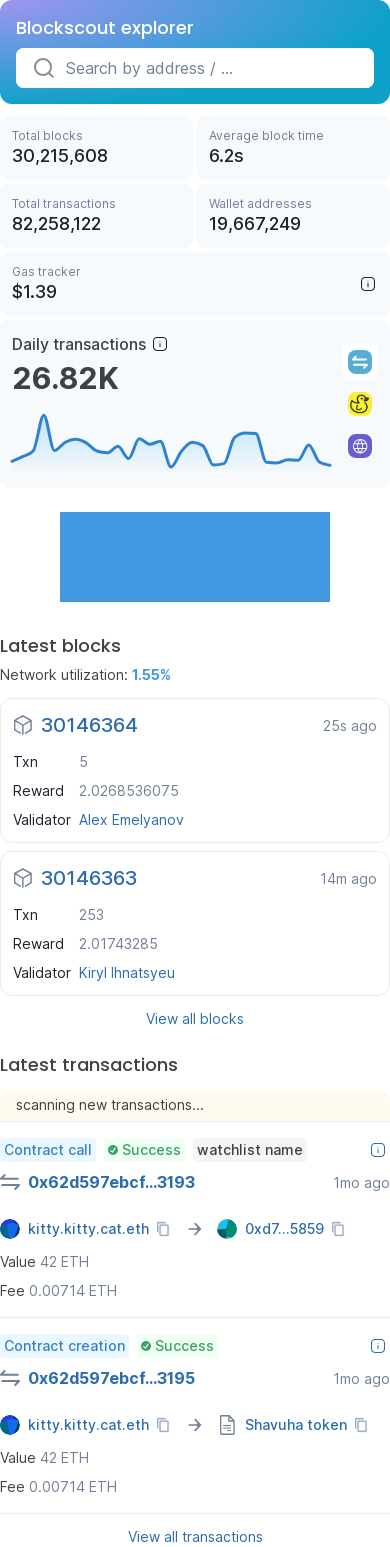 Blockscout explorer
Search by address / ...
Total blocks
30,215,608
Average block time
6.2s
Total transactions
82,258,122
Wallet addresses
19,667,249
Gas tracker
$1.39
Daily transactions
26.82K
Latest blocks
Network utilization: 1.55%
30146364 25s ago
Txn 5
Reward 2.0268536075
Validator Alex Emelyanov
30146363 14m ago
Txn 253
Reward 2.01743285
Validator Kiryl Ihnatsyeu
View all blocks
Latest transactions
scanning new transactions...
Contract call Success watchlist name
0x62d597ebcf...3193 1mo ago
kitty.kitty.cat.eth 0xd7...5859
Value 42 ETH
Fee 0.00714 ETH
Contract creation Success
0x62d597ebcf...3195 1mo ago
kitty.kitty.cat.eth Shavuha token
Value 42 ETH
Fee 0.00714 ETH
View all transactions